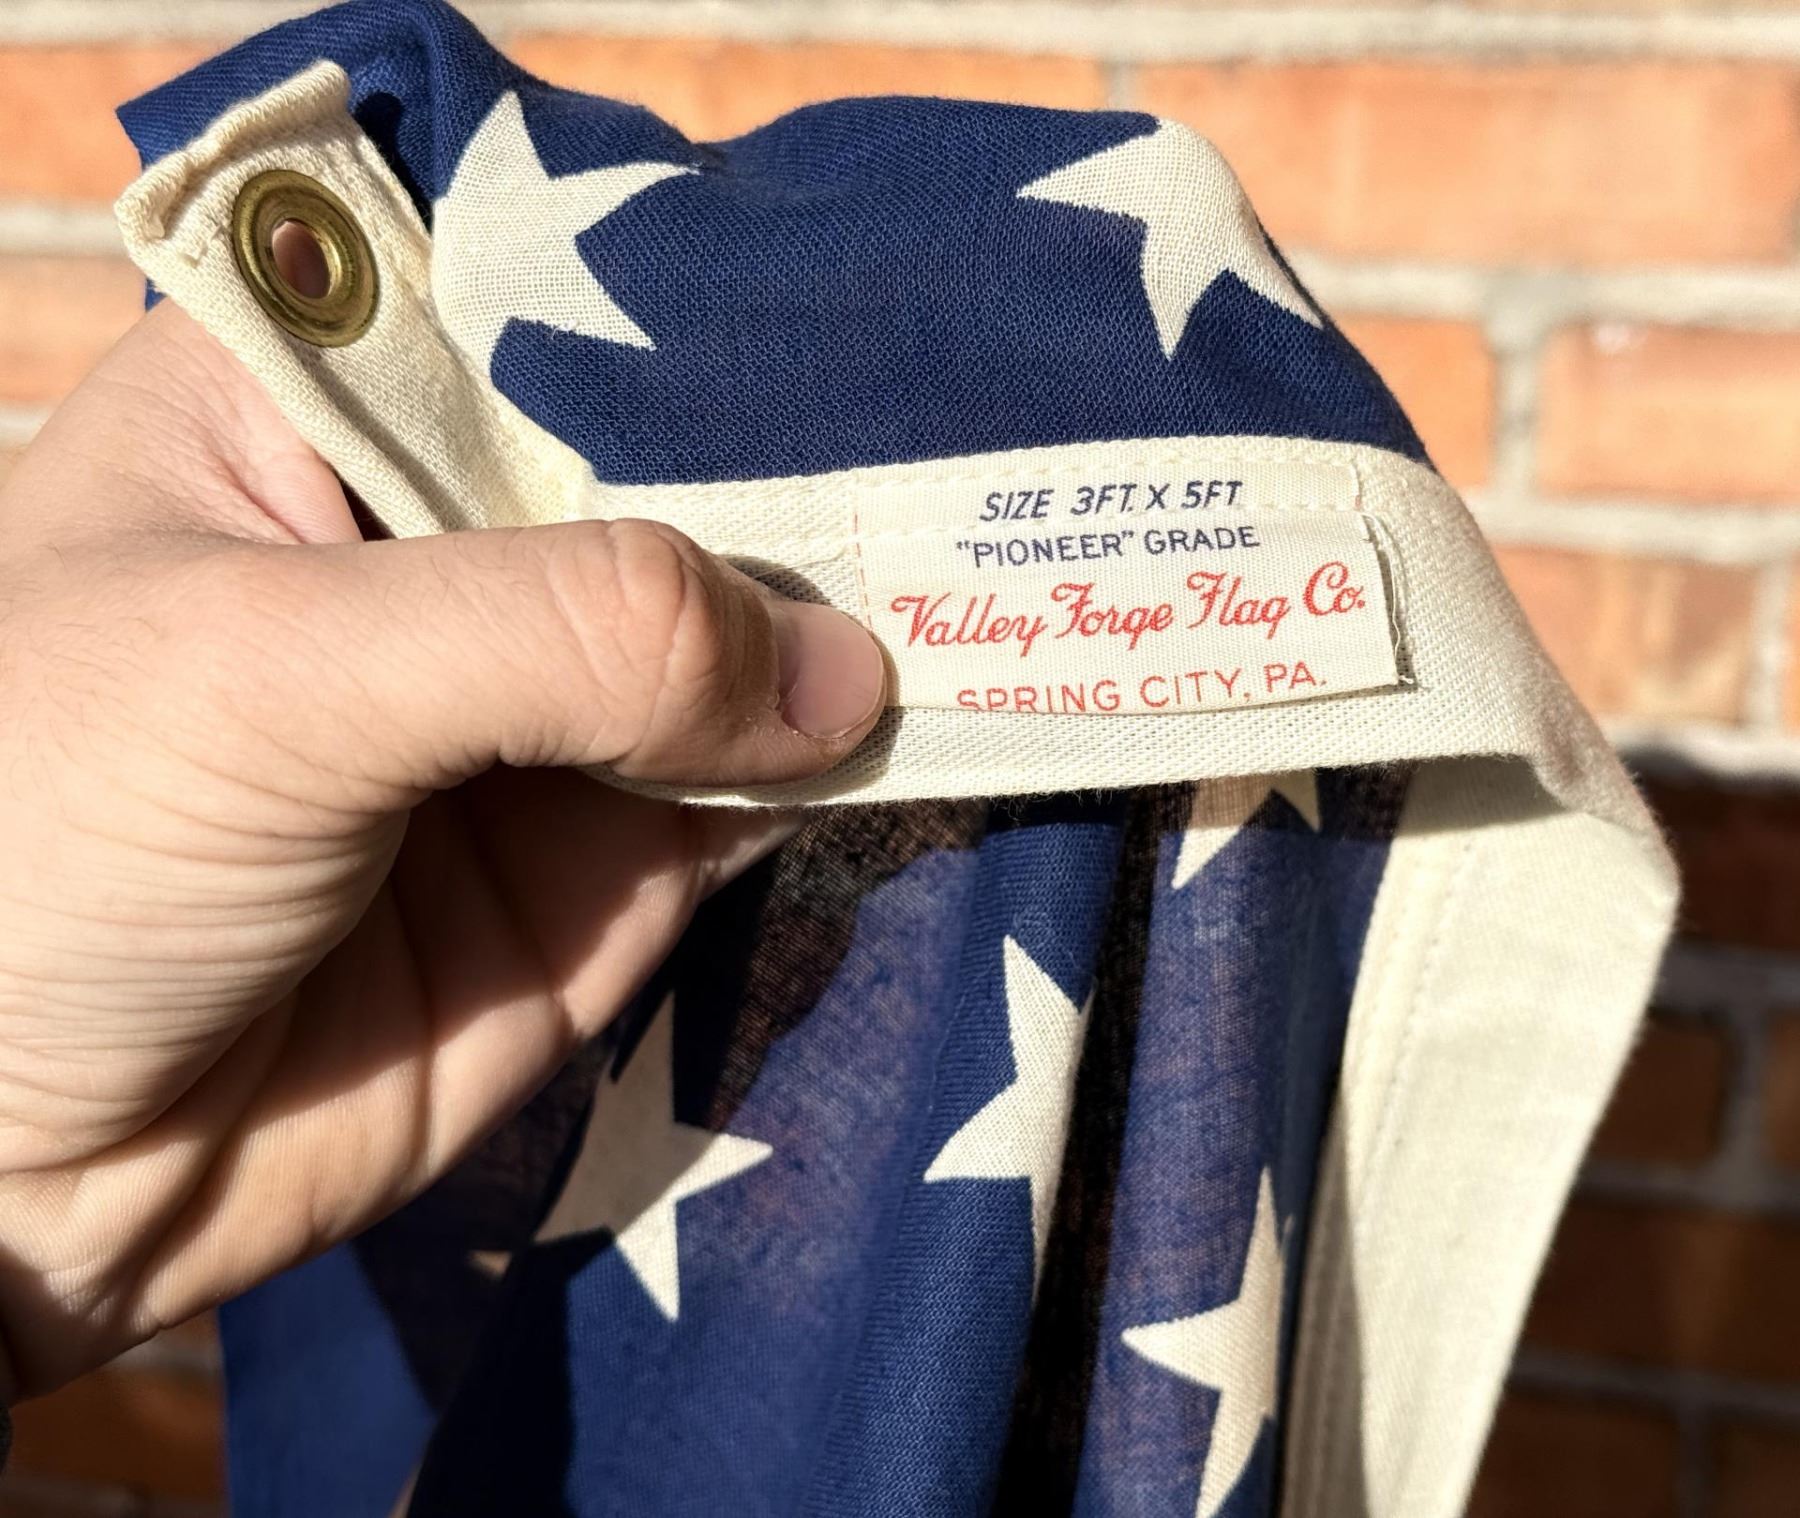 SIZE 3FT. X 5FT.
"PIONEER" GRADE
Valley Forge Flag Co.
SPRING CITY, PA.